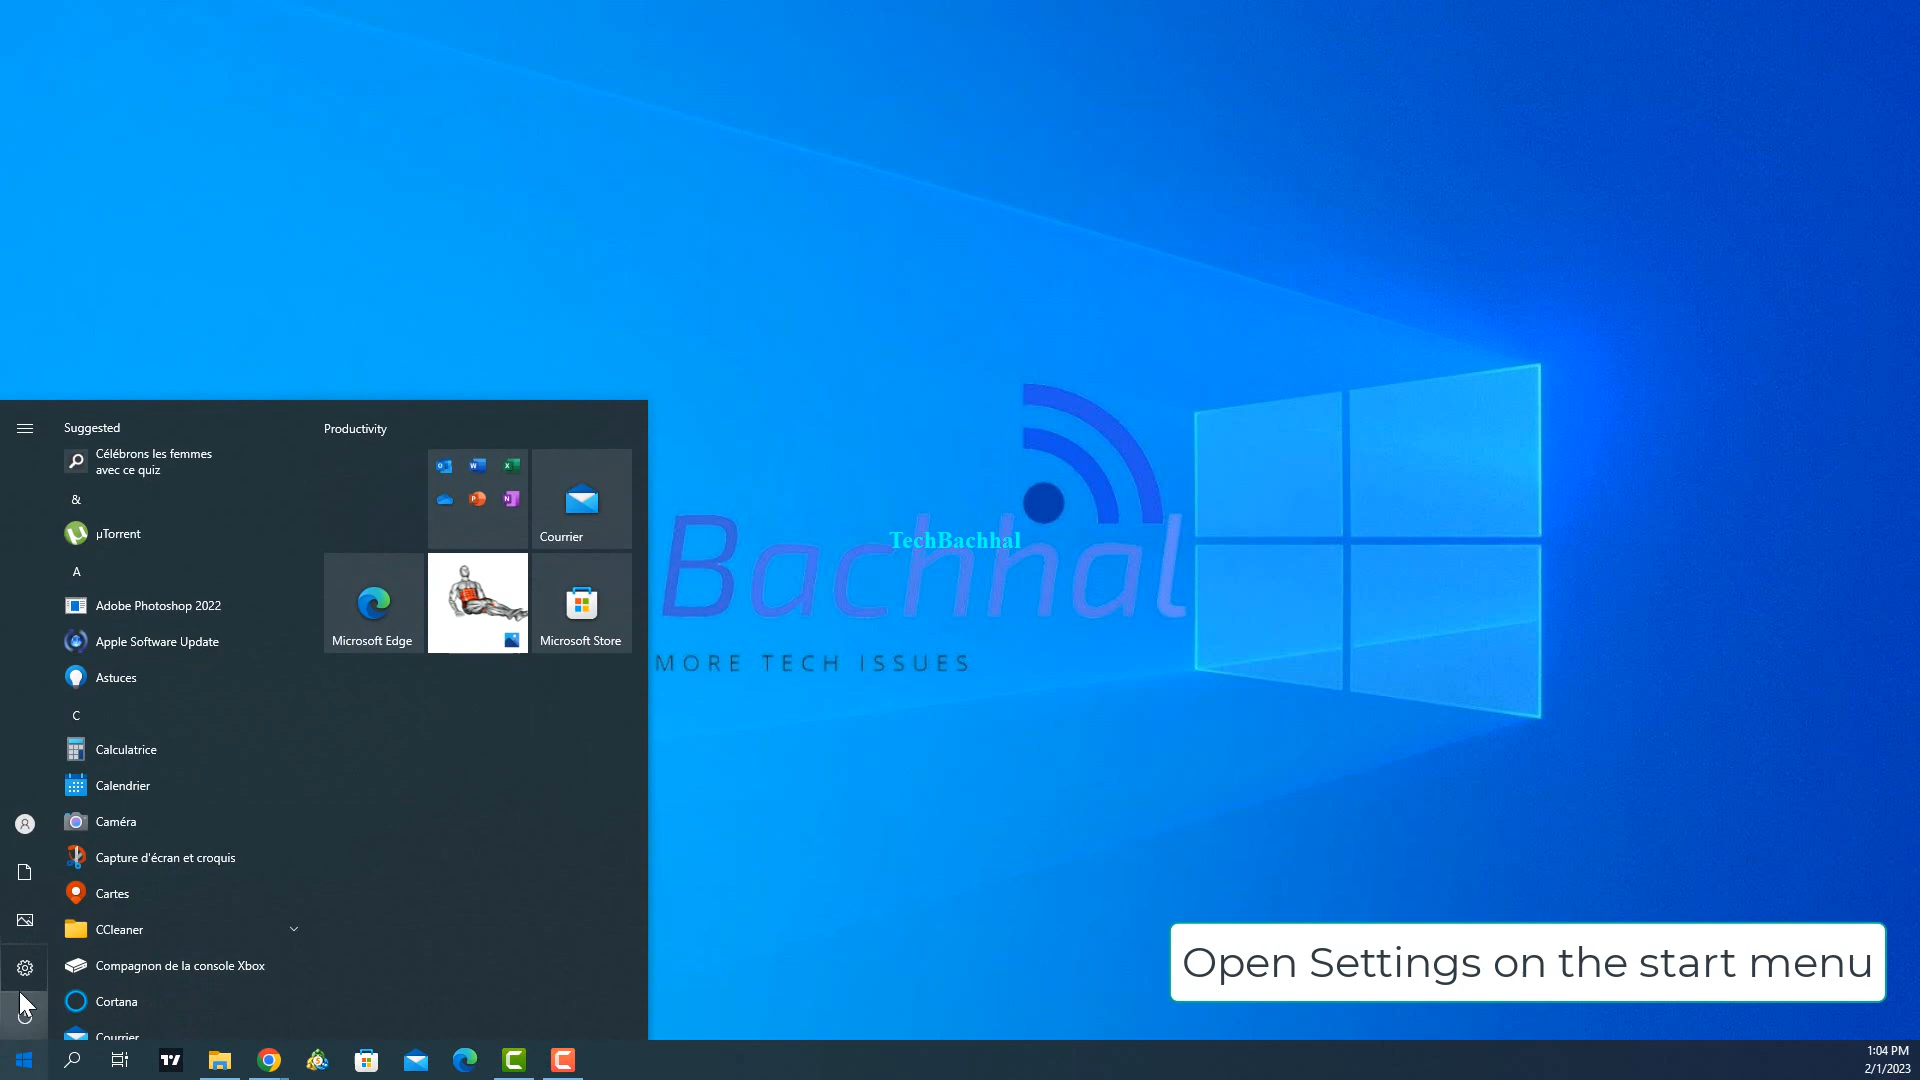 Suggested
Célébrons les femmes
avec ce quiz
&
µTorrent
A
Adobe Photoshop 2022
Apple Software Update
Astuces
C
Calculatrice
Calendrier
Caméra
Capture d'écran et croquis
Cartes
CCleaner
Compagnon de la console Xbox
Cortana
Courrier
Productivity
Courrier
Microsoft Edge
Microsoft Store
Bachhal
TechBachhal
MORE TECH ISSUES
Open Settings on the start menu
1:04 PM
2/1/2023